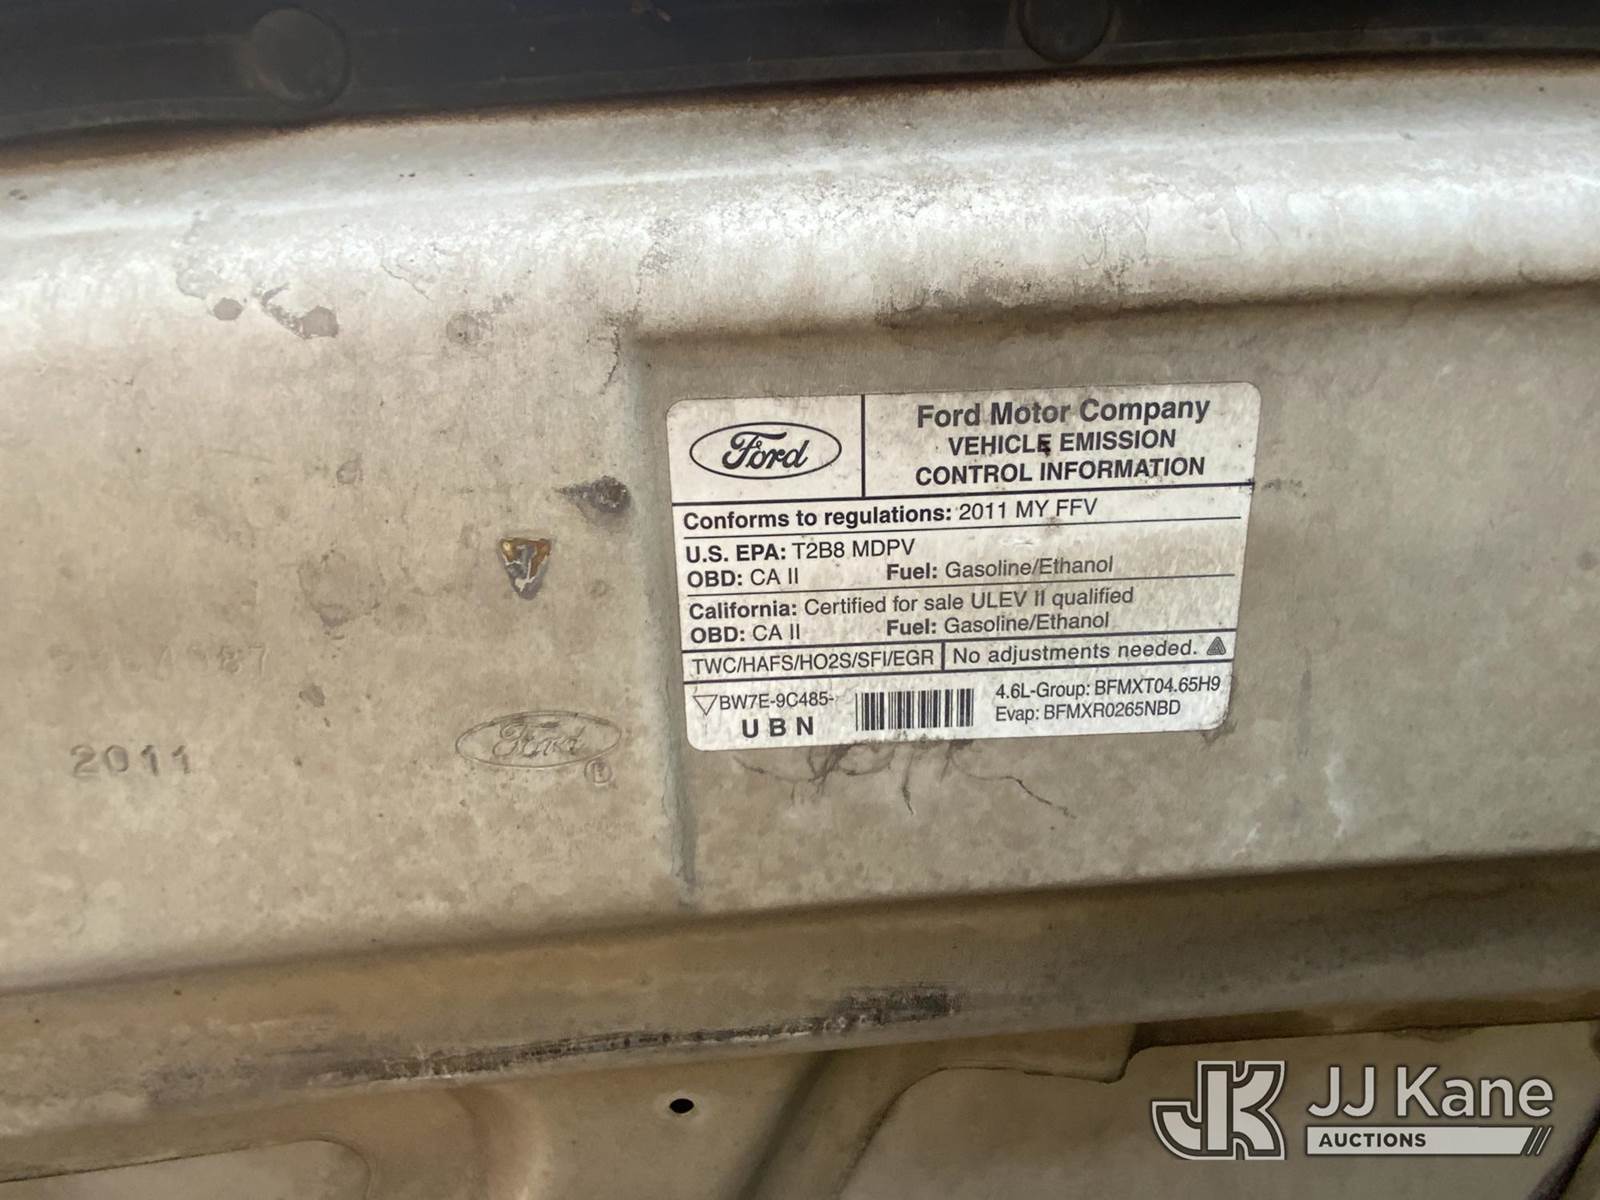 Ford
Ford Motor Company
VEHICLE EMISSION
CONTROL INFORMATION
Conforms to regulations: 2011 MY FFV
U.S. EPA: T2B8 MDPV
OBD: CA II Fuel: Gasoline/Ethanol
California: Certified for sale ULEV II qualified
OBD: CA II Fuel: Gasoline/Ethanol
TWC/HAFS/HO2S/SFI/EGR No adjustments needed.
BW7E-9C485-
UBN
4.6L-Group: BFMXT04.65H9
Evap: BFMXR0265NBD
2011
Ford
®
JK JJ Kane
AUCTIONS